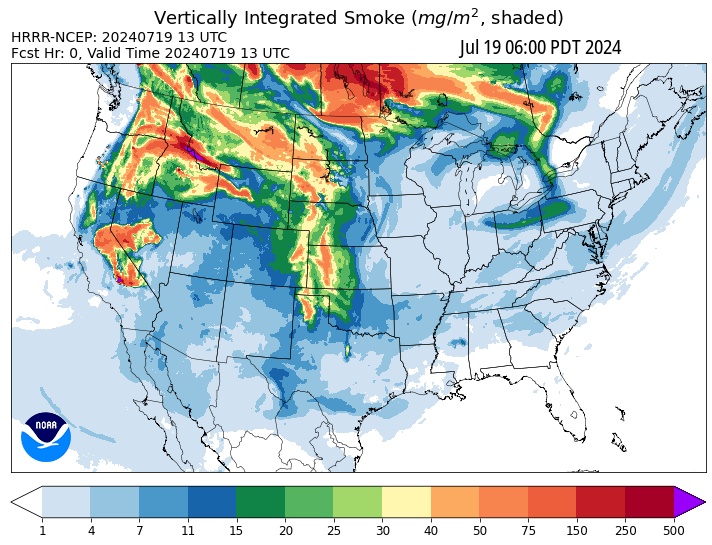 Vertically Integrated Smoke (mg/m², shaded)
HRRR-NCEP: 20240719 13 UTC
Fcst Hr: 0, Valid Time 20240719 13 UTC
Jul 19 06:00 PDT 2024
NOAA
1 4 7 11 15 20 25 30 40 50 75 150 250 500